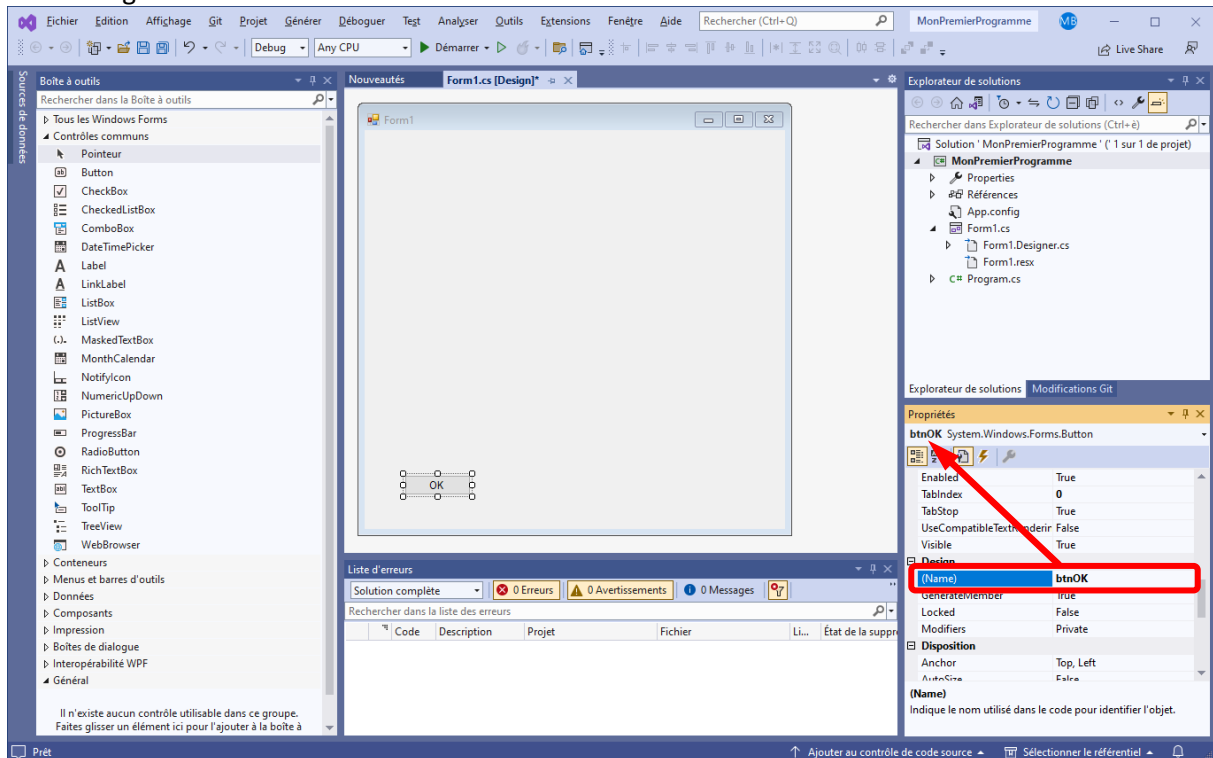 Fichier Edition Affichage Git Projet Générer Déboguer Test Analyser Outils Extensions Fenêtre Aide Rechercher (Ctrl+Q) MonPremierProgramme MB
Debug Any CPU Démarrer Live Share
Sources de données
Boîte à outils
Rechercher dans la Boîte à outils
Tous les Windows Forms
Contrôles communs
Pointeur
Button
CheckBox
CheckedListBox
ComboBox
DateTimePicker
Label
LinkLabel
ListBox
ListView
MaskedTextBox
MonthCalendar
NotifyIcon
NumericUpDown
PictureBox
ProgressBar
RadioButton
RichTextBox
TextBox
ToolTip
TreeView
WebBrowser
Conteneurs
Menus et barres d'outils
Données
Composants
Impression
Boîtes de dialogue
Interopérabilité WPF
Général
Il n'existe aucun contrôle utilisable dans ce groupe.
Faites glisser un élément ici pour l'ajouter à la boîte à
Nouveautés Form1.cs [Design]*
Form1
OK
Liste d'erreurs
Solution complète 0 Erreurs 0 Avertissements 0 Messages
Rechercher dans la liste des erreurs
Code Description Projet Fichier Li... État de la suppre
Explorateur de solutions
Rechercher dans Explorateur de solutions (Ctrl+è)
Solution ' MonPremierProgramme ' (' 1 sur 1 de projet)
MonPremierProgramme
Properties
Références
App.config
Form1.cs
Form1.Designer.cs
Form1.resx
C# Program.cs
Explorateur de solutions Modifications Git
Propriétés
btnOK System.Windows.Forms.Button
Enabled True
TabIndex 0
TabStop True
UseCompatibleTextRenderin False
Visible True
Design
(Name) btnOK
GenerateMember True
Locked False
Modifiers Private
Disposition
Anchor Top, Left
AutoSize False
(Name)
Indique le nom utilisé dans le code pour identifier l'objet.
Prêt Ajouter au contrôle de code source Sélectionner le référentiel